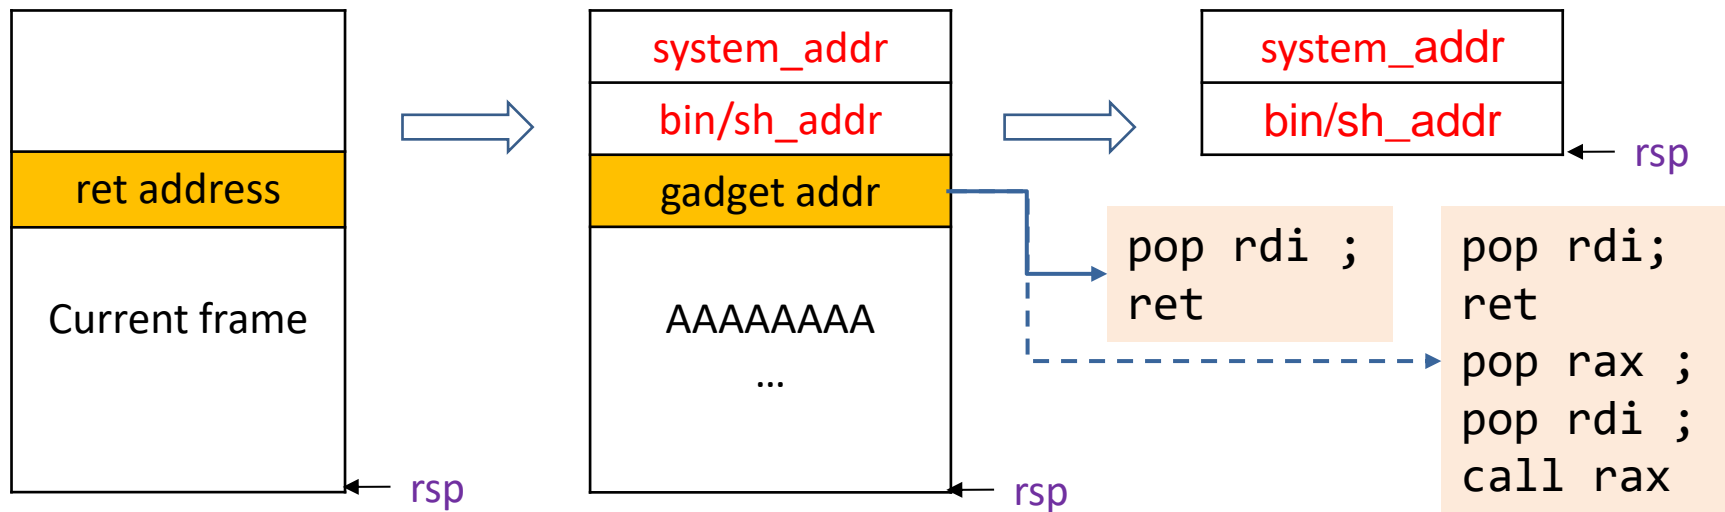 ret address
Current frame
rsp
system_addr
bin/sh_addr
gadget addr
AAAAAAAA
...
rsp
system_addr
bin/sh_addr
rsp
pop rdi ;
ret
pop rdi;
ret
pop rax ;
pop rdi ;
call rax